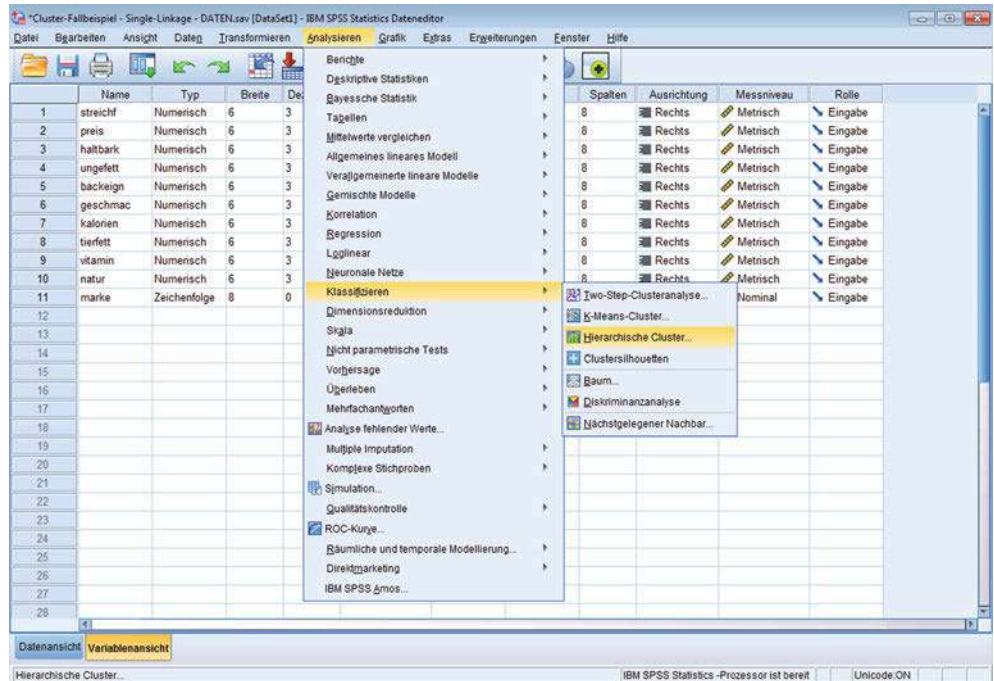 *Cluster-Fallbeispiel - Single-Linkage - DATEN.sav [DataSet1] - IBM SPSS Statistics Dateneditor
Datei Bearbeiten Ansicht Daten Transformieren Analysieren Grafik Extras Erweiterungen Fenster Hilfe
Name Typ Breite Dez Spalten Ausrichtung Messniveau Rolle
1 streichf Numerisch 6 3 8 Rechts Metrisch Eingabe
2 preis Numerisch 6 3 8 Rechts Metrisch Eingabe
3 haltbark Numerisch 6 3 8 Rechts Metrisch Eingabe
4 ungefett Numerisch 6 3 8 Rechts Metrisch Eingabe
5 backeign Numerisch 6 3 8 Rechts Metrisch Eingabe
6 geschmac Numerisch 6 3 8 Rechts Metrisch Eingabe
7 kalorien Numerisch 6 3 8 Rechts Metrisch Eingabe
8 tierfett Numerisch 6 3 8 Rechts Metrisch Eingabe
9 vitamin Numerisch 6 3 8 Rechts Metrisch Eingabe
10 natur Numerisch 6 3 8 Rechts Metrisch Eingabe
11 marke Zeichenfolge 8 0 Nominal Eingabe
12
13
14
15
16
17
18
19
20
21
22
23
24
25
26
27
28
Berichte
Deskriptive Statistiken
Bayessche Statistik
Tabellen
Mittelwerte vergleichen
Allgemeines lineares Modell
Verallgemeinerte lineare Modelle
Gemischte Modelle
Korrelation
Regression
Loglinear
Neuronale Netze
Klassifizieren
Dimensionsreduktion
Skala
Nicht parametrische Tests
Vorhersage
Überleben
Mehrfachantworten
Analyse fehlender Werte...
Multiple Imputation
Komplexe Stichproben
Simulation...
Qualitätskontrolle
ROC-Kurve...
Räumliche und temporale Modellierung...
Direktmarketing
IBM SPSS Amos...
Two-Step-Clusteranalyse...
K-Means-Cluster...
Hierarchische Cluster...
Clustersilhouetten
Baum...
Diskriminanzanalyse
Nächstgelegener Nachbar...
Datenansicht Variablenansicht
Hierarchische Cluster... IBM SPSS Statistics -Prozessor ist bereit Unicode:ON